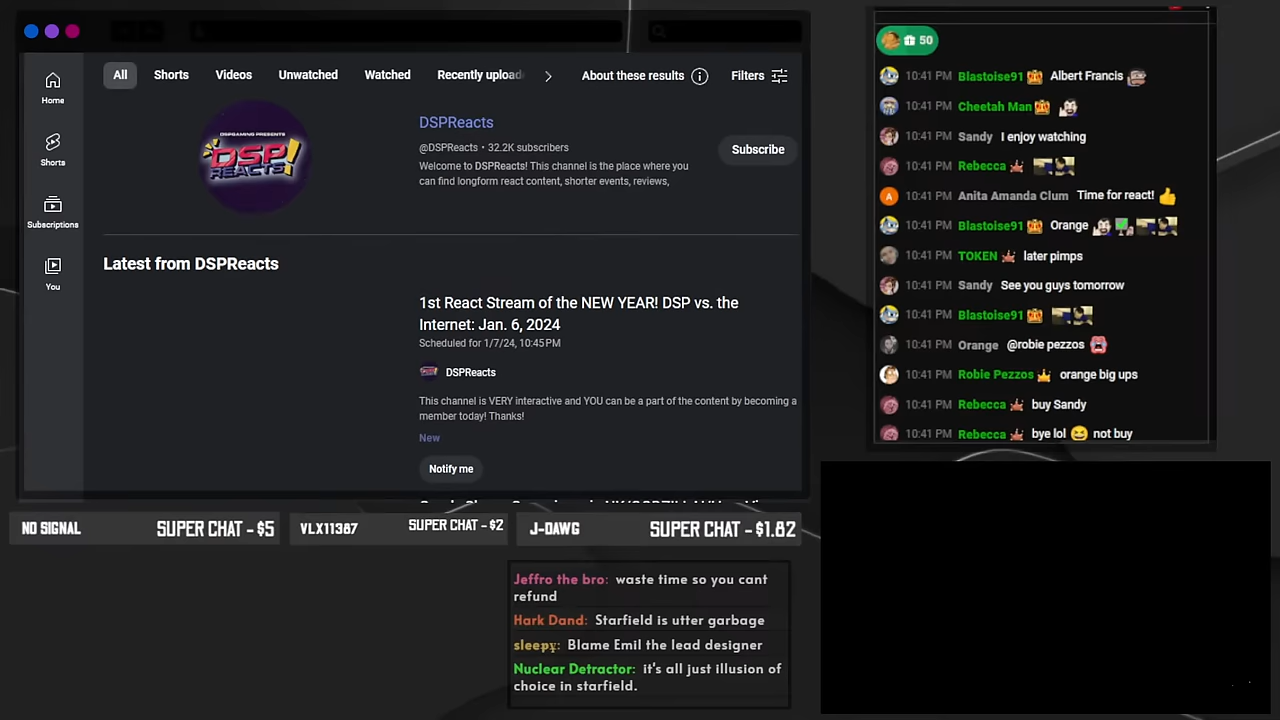 All
Shorts
Videos
Unwatched
Watched
Recently upload
About these results
Filters
Home
Shorts
Subscriptions
You
DSPGAMING PRESENTS
DSP!
REACTS!
DSPReacts
@DSPReacts • 32.2K subscribers
Welcome to DSPReacts! This channel is the place where you
can find longform react content, shorter events, reviews,
Subscribe
Latest from DSPReacts
1st React Stream of the NEW YEAR! DSP vs. the
Internet: Jan. 6, 2024
Scheduled for 1/7/24, 10:45 PM
DSPReacts
This channel is VERY interactive and YOU can be a part of the content by becoming a
member today! Thanks!
New
Notify me
50
10:41 PM Blastoise91 Albert Francis
10:41 PM Cheetah Man
10:41 PM Sandy I enjoy watching
10:41 PM Rebecca
A 10:41 PM Anita Amanda Clum Time for react!
10:41 PM Blastoise91 Orange
10:41 PM TOKEN later pimps
10:41 PM Sandy See you guys tomorrow
10:41 PM Blastoise91
10:41 PM Orange @robie pezzos
10:41 PM Robie Pezzos orange big ups
10:41 PM Rebecca buy Sandy
10:41 PM Rebecca bye lol not buy
NO SIGNAL SUPER CHAT - $5
VLX11387 SUPER CHAT - $2
J-DAWG SUPER CHAT - $1.82
Jeffro the bro: waste time so you cant
refund
Hark Dand: Starfield is utter garbage
sleepy: Blame Emil the lead designer
Nuclear Detractor: it's all just illusion of
choice in starfield.